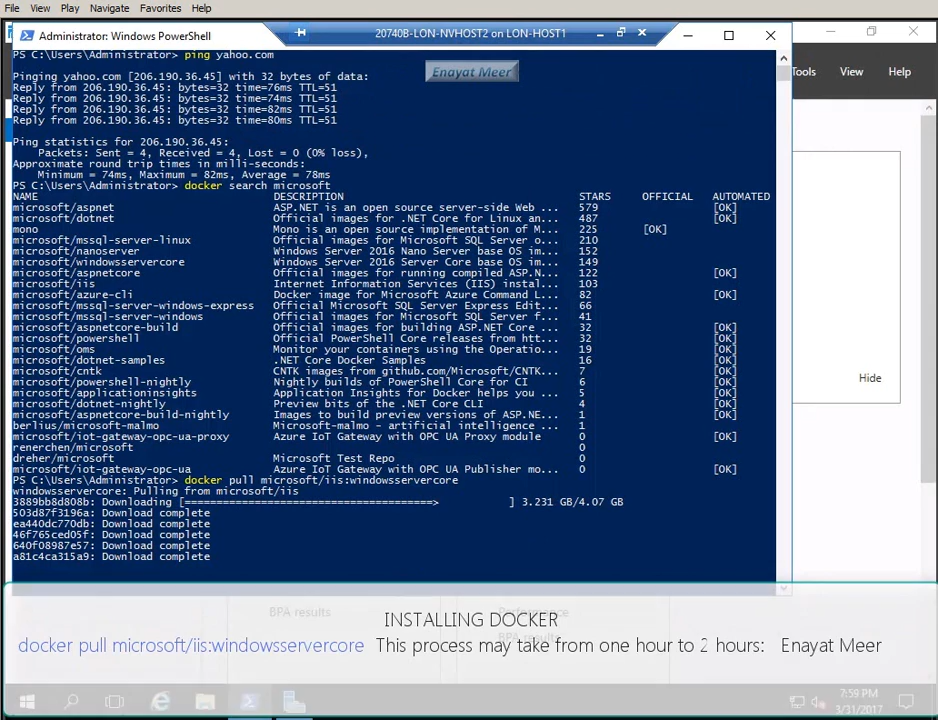 File View Play Navigate Favorites Help
Administrator: Windows PowerShell
20740B-LON-NVHOST2 on LON-HOST1
Tools View Help
Enayat Meer
PS C:\Users\Administrator> ping yahoo.com
Pinging yahoo.com [206.190.36.45] with 32 bytes of data:
Reply from 206.190.36.45: bytes=32 time=76ms TTL=51
Reply from 206.190.36.45: bytes=32 time=74ms TTL=51
Reply from 206.190.36.45: bytes=32 time=82ms TTL=51
Reply from 206.190.36.45: bytes=32 time=80ms TTL=51
Ping statistics for 206.190.36.45:
Packets: Sent = 4, Received = 4, Lost = 0 (0% loss),
Approximate round trip times in milli-seconds:
Minimum = 74ms, Maximum = 82ms, Average = 78ms
PS C:\Users\Administrator> docker search microsoft
NAME DESCRIPTION STARS OFFICIAL AUTOMATED
microsoft/aspnet ASP.NET is an open source server-side Web ... 579 [OK]
microsoft/dotnet Official images for .NET Core for Linux an... 487 [OK]
mono Mono is an open source implementation of M... 225 [OK]
microsoft/mssql-server-linux Official images for Microsoft SQL Server o... 210
microsoft/nanoserver Windows Server 2016 Nano Server base OS im... 152
microsoft/windowsservercore Windows Server 2016 Server Core base OS im... 149
microsoft/aspnetcore Official images for running compiled ASP.N... 122 [OK]
microsoft/iis Internet Information Services (IIS) instal... 103
microsoft/azure-cli Docker image for Microsoft Azure Command L... 82 [OK]
microsoft/mssql-server-windows-express Official Microsoft SQL Server Express Edit... 66
microsoft/mssql-server-windows Official Microsoft SQL Server images for f... 41
microsoft/aspnetcore-build Official images for building ASP.NET Core ... 32 [OK]
microsoft/powershell Official PowerShell Core releases from htt... 32 [OK]
microsoft/oms Monitor your containers using the Operatio... 19 [OK]
microsoft/dotnet-samples .NET Core Docker Samples 16 [OK]
microsoft/cntk CNTK images from github.com/Microsoft/CNTK... 7 [OK]
microsoft/powershell-nightly Nightly builds of PowerShell Core for CI 6 [OK]
microsoft/applicationinsights Application Insights for Docker helps you ... 5 [OK]
microsoft/dotnet-nightly Preview bits of the .NET Core CLI 4 [OK]
microsoft/aspnetcore-build-nightly Images to build preview versions of ASP.NE... 1 [OK]
berlius/microsoft-malmo Microsoft-malmo - artificial intelligence ... 1
microsoft/iot-gateway-opc-ua-proxy Azure IoT Gateway with OPC UA Proxy module 0 [OK]
renerchen/microsoft 0
dreher/microsoft Microsoft Test Repo 0
microsoft/iot-gateway-opc-ua Azure IoT Gateway with OPC UA Publisher mo... 0 [OK]
PS C:\Users\Administrator> docker pull microsoft/iis:windowsservercore
windowsservercore: Pulling from microsoft/iis
3889bb8d808b: Downloading [=====================================> ] 3.231 GB/4.07 GB
503d87f3196a: Download complete
ea440dc770db: Download complete
46f765ced05f: Download complete
640f08987e57: Download complete
a81c4ca315a9: Download complete
Hide
BPA results
Performance
BPA results
INSTALLING DOCKER
docker pull microsoft/iis:windowsservercore This process may take from one hour to 2 hours: Enayat Meer
7:59 PM
3/31/2017